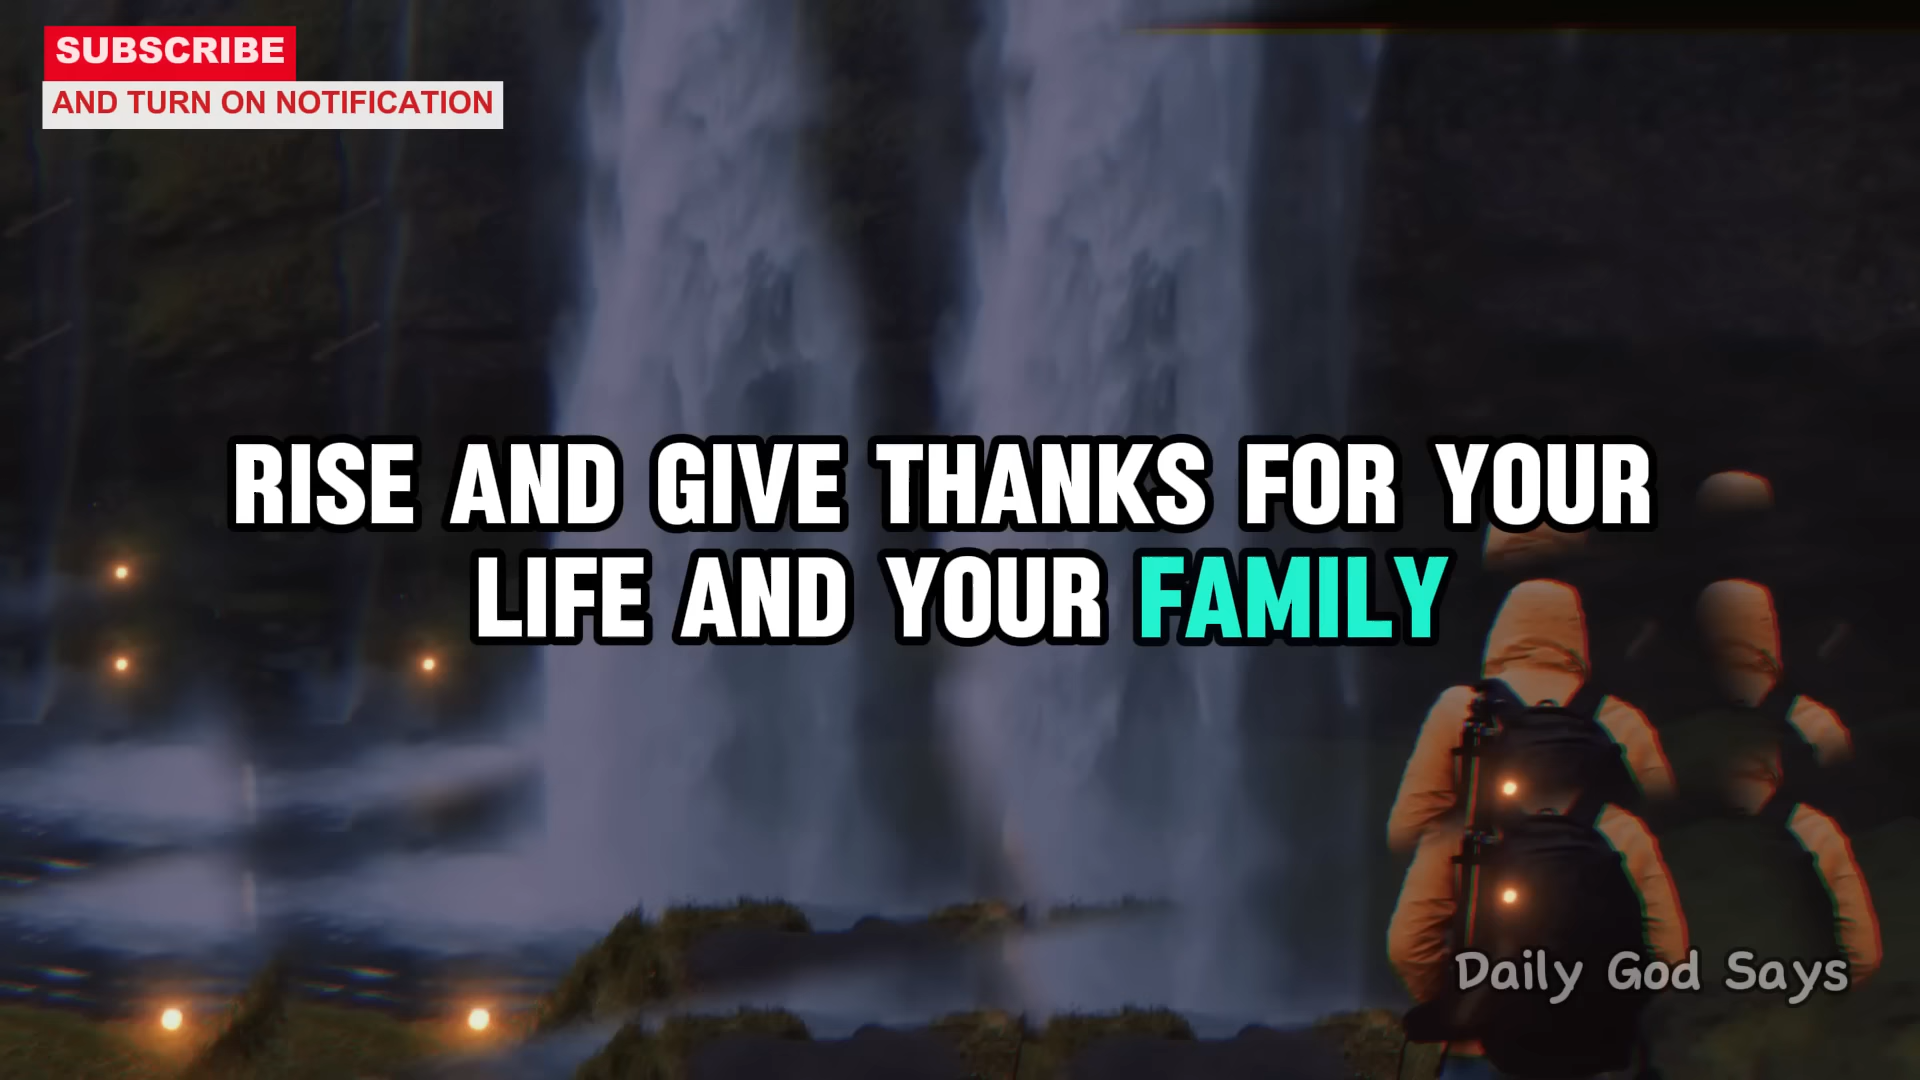 SUBSCRIBE
AND TURN ON NOTIFICATION
RISE AND GIVE THANKS FOR YOUR
LIFE AND YOUR FAMILY
Daily God Says